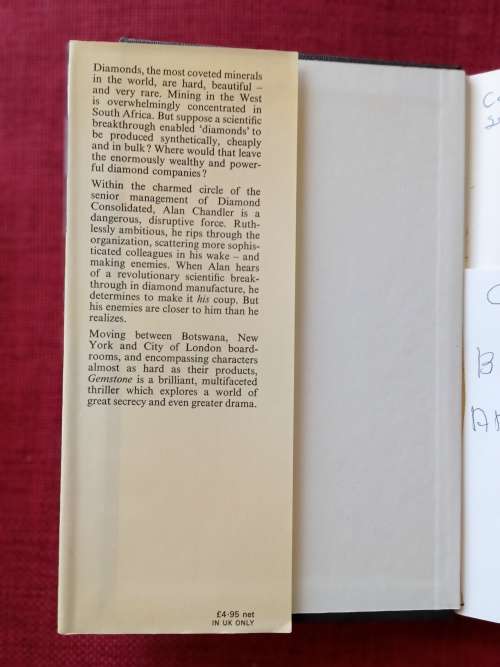 Diamonds, the most coveted minerals
in the world, are hard, beautiful –
and very rare. Mining in the West
is overwhelmingly concentrated in
South Africa. But suppose a scientific
breakthrough enabled 'diamonds' to
be produced synthetically, cheaply
and in bulk? Where would that leave
the enormously wealthy and power-
ful diamond companies?
Within the charmed circle of the
senior management of Diamond
Consolidated, Alan Chandler is a
dangerous, disruptive force. Ruth-
lessly ambitious, he rips through the
organization, scattering more sophis-
ticated colleagues in his wake – and
making enemies. When Alan hears
of a revolutionary scientific break-
through in diamond manufacture, he
determines to make it his coup. But
his enemies are closer to him than he
realizes.
Moving between Botswana, New
York and City of London board-
rooms, and encompassing characters
almost as hard as their products,
Gemstone is a brilliant, multifaceted
thriller which explores a world of
great secrecy and even greater drama.
£4·95 net
IN UK ONLY